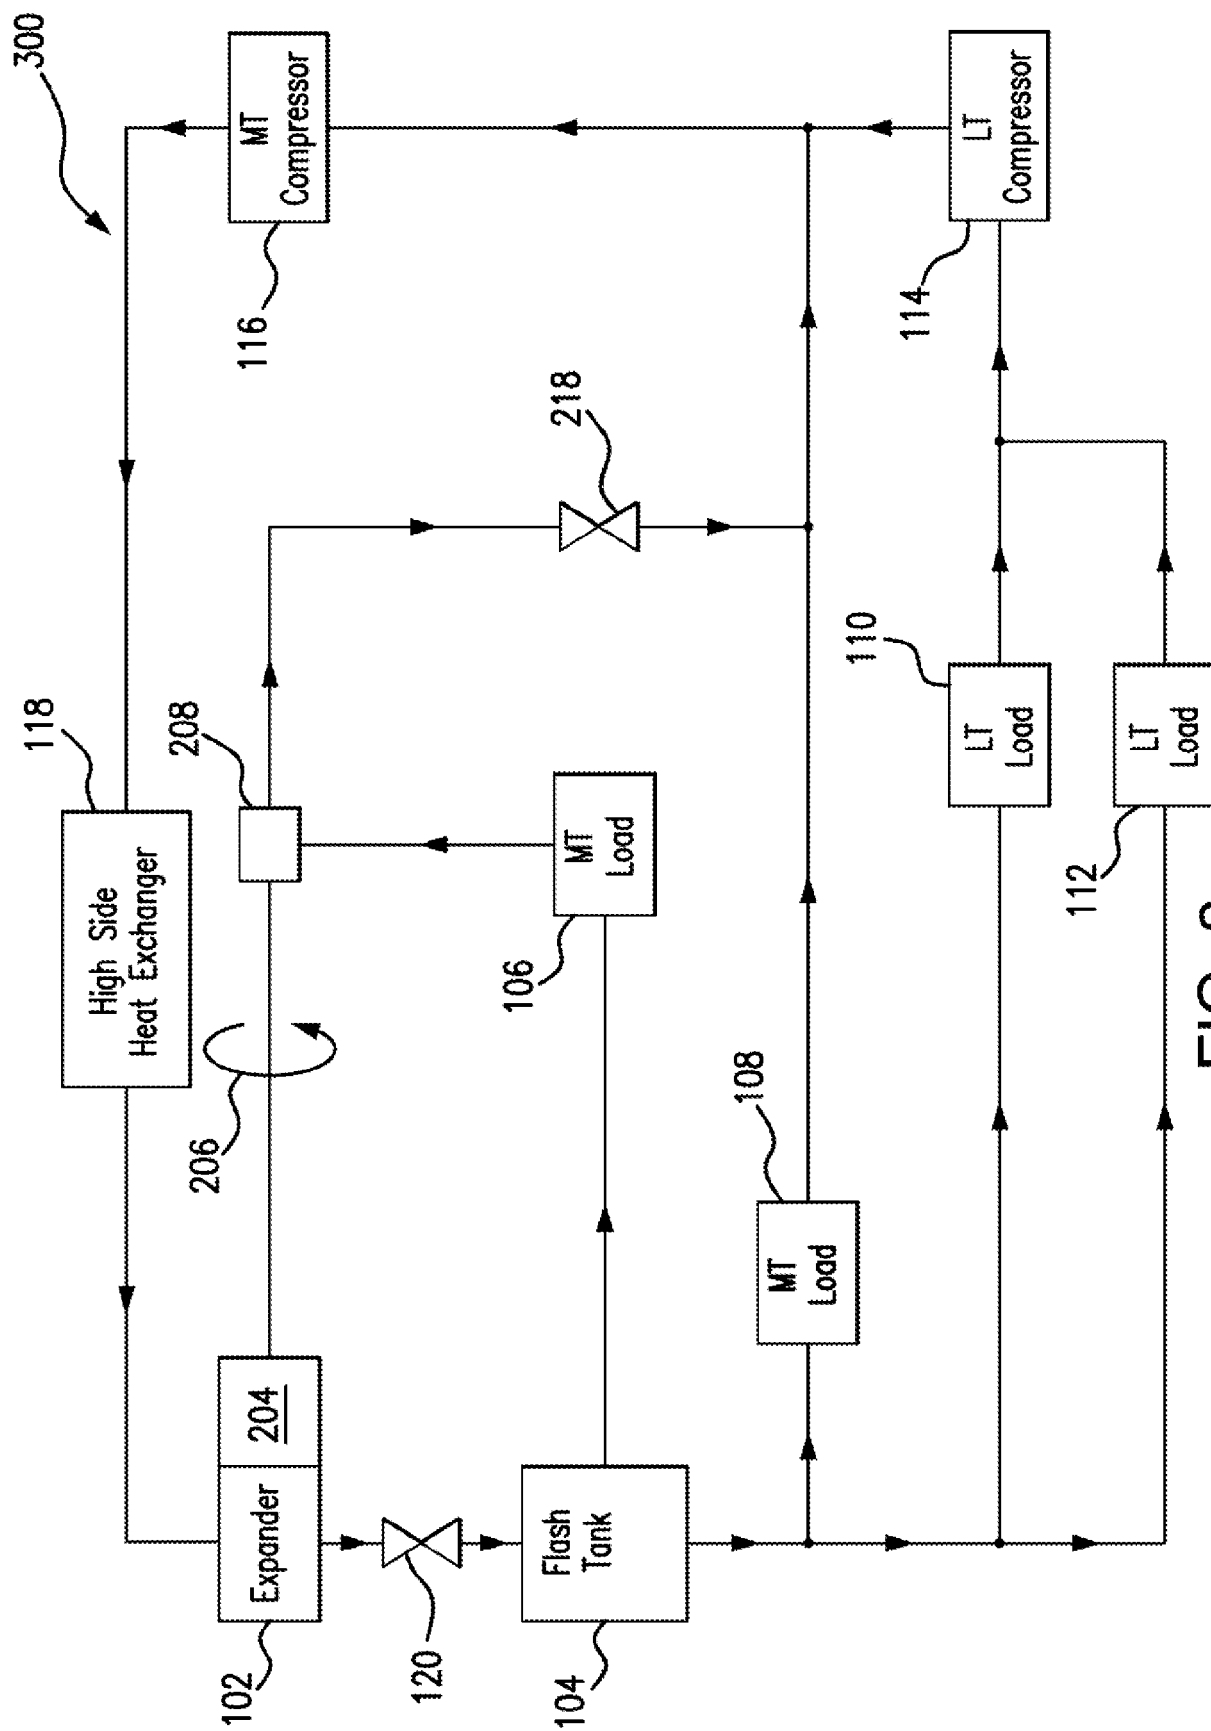 300
118
High Side
Heat Exchanger
MT
Compressor
116
208
206
218
204
Expander
102
120
MT
Load
106
Flash
Tank
104
MT
Load
108
LT
Load
110
LT
Compressor
114
LT
Load
112
FIG.